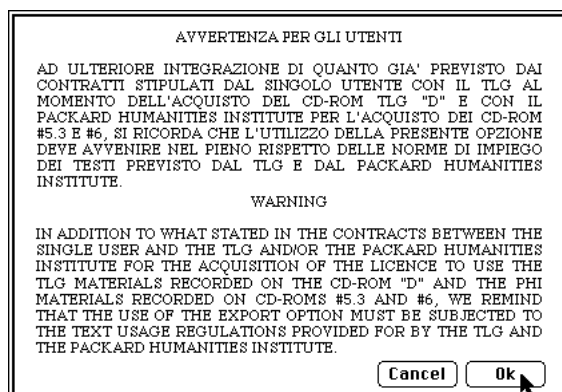 AVVERTENZA PER GLI UTENTI
AD ULTERIORE INTEGRAZIONE DI QUANTO GIA' PREVISTO DAI
CONTRATTI STIPULATI DAL SINGOLO UTENTE CON IL TLG AL
MOMENTO DELL'ACQUISTO DEL CD-ROM TLG "D" E CON IL
PACKARD HUMANITIES INSTITUTE PER L'ACQUISTO DEI CD-ROM
#5.3 E #6, SI RICORDA CHE L'UTILIZZO DELLA PRESENTE OPZIONE
DEVE AVVENIRE NEL PIENO RISPETTO DELLE NORME DI IMPIEGO
DEI TESTI PREVISTO DAL TLG E DAL PACKARD HUMANITIES
INSTITUTE.
WARNING
IN ADDITION TO WHAT STATED IN THE CONTRACTS BETWEEN THE
SINGLE USER AND THE TLG AND/OR THE PACKARD HUMANITIES
INSTITUTE FOR THE ACQUISITION OF THE LICENCE TO USE THE
TLG MATERIALS RECORDED ON THE CD-ROM "D" AND THE PHI
MATERIALS RECORDED ON CD-ROMS #5.3 AND #6, WE REMIND
THAT THE USE OF THE EXPORT OPTION MUST BE SUBJECTED TO
THE TEXT USAGE REGULATIONS PROVIDED FOR BY THE TLG AND
THE PACKARD HUMANITIES INSTITUTE.
Cancel Ok